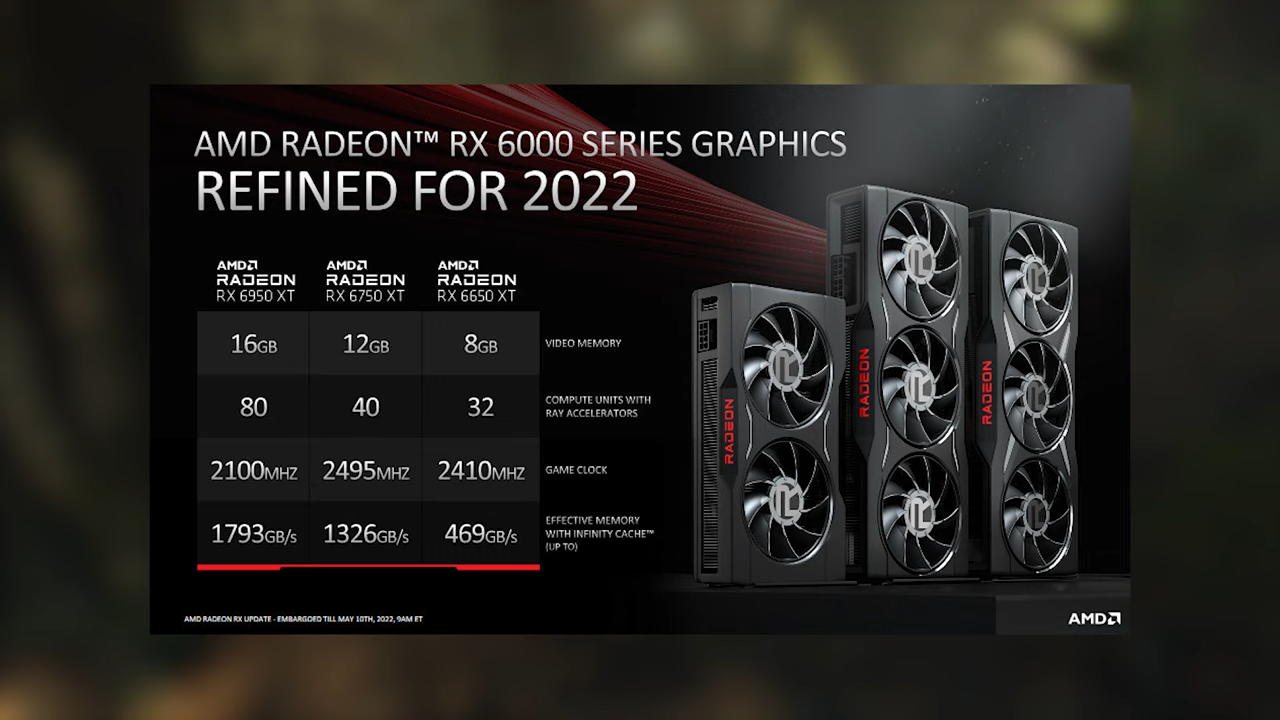 AMD RADEON™ RX 6000 SERIES GRAPHICS
REFINED FOR 2022
AMD AMD AMD
RADEON RADEON RADEON
RX 6950 XT RX 6750 XT RX 6650 XT
16GB 12GB 8GB VIDEO MEMORY
80 40 32 COMPUTE UNITS WITH
RAY ACCELERATORS
2100MHZ 2495MHZ 2410MHZ GAME CLOCK
1793GB/s 1326GB/s 469GB/s EFFECTIVE MEMORY
WITH INFINITY CACHE™
(UP TO)
RADEON
RADEON
RADEON
AMD RADEON RX UPDATE - EMBARGOED TILL MAY 10TH, 2022, 9AM ET
AMD